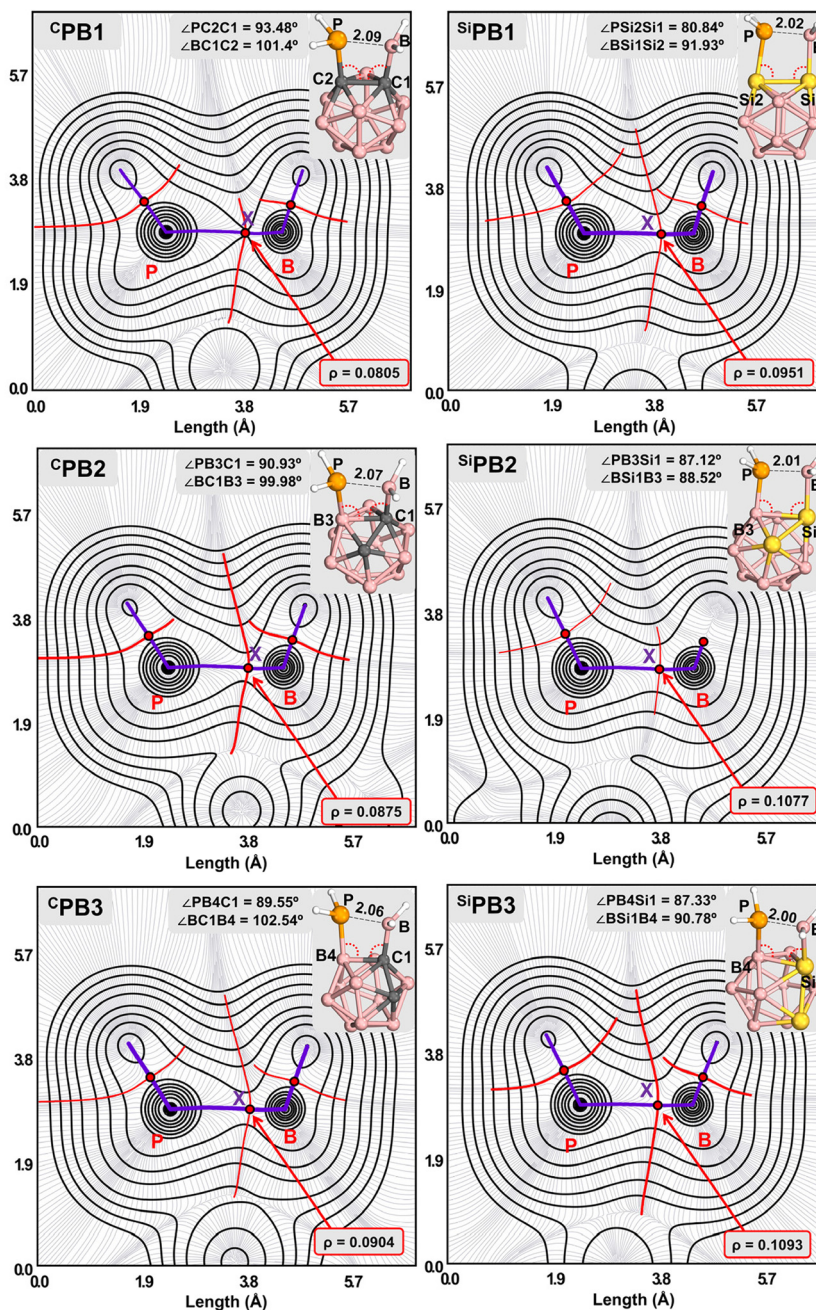 CPB1
∠PC2C1 = 93.48º
∠BC1C2 = 101.4º
P
2.09
B
C2
C1
5.7
3.8
1.9
0.0
X
P
B
ρ = 0.0805
0.0 1.9 3.8 5.7
Length (Å)
SiPB1
∠PSi2Si1 = 80.84º
∠BSi1Si2 = 91.93º
P
2.02
Si2
5.7
3.8
1.9
0.0
X
P
B
ρ = 0.0951
0.0 1.9 3.8 5.7
Length (Å)
CPB2
∠PB3C1 = 90.93º
∠BC1B3 = 99.98º
P
2.07
B
B3
C1
5.7
3.8
1.9
0.0
X
P
B
ρ = 0.0875
0.0 1.9 3.8 5.7
Length (Å)
SiPB2
∠PB3Si1 = 87.12º
∠BSi1B3 = 88.52º
P
2.01
B3
5.7
3.8
1.9
0.0
X
P
B
ρ = 0.1077
0.0 1.9 3.8 5.7
Length (Å)
CPB3
∠PB4C1 = 89.55º
∠BC1B4 = 102.54º
P
2.06
B
B4
C1
5.7
3.8
1.9
0.0
X
P
B
ρ = 0.0904
0.0 1.9 3.8 5.7
Length (Å)
SiPB3
∠PB4Si1 = 87.33º
∠BSi1B4 = 90.78º
P
2.00
B4
5.7
3.8
1.9
0.0
X
P
B
ρ = 0.1093
0.0 1.9 3.8 5.7
Length (Å)